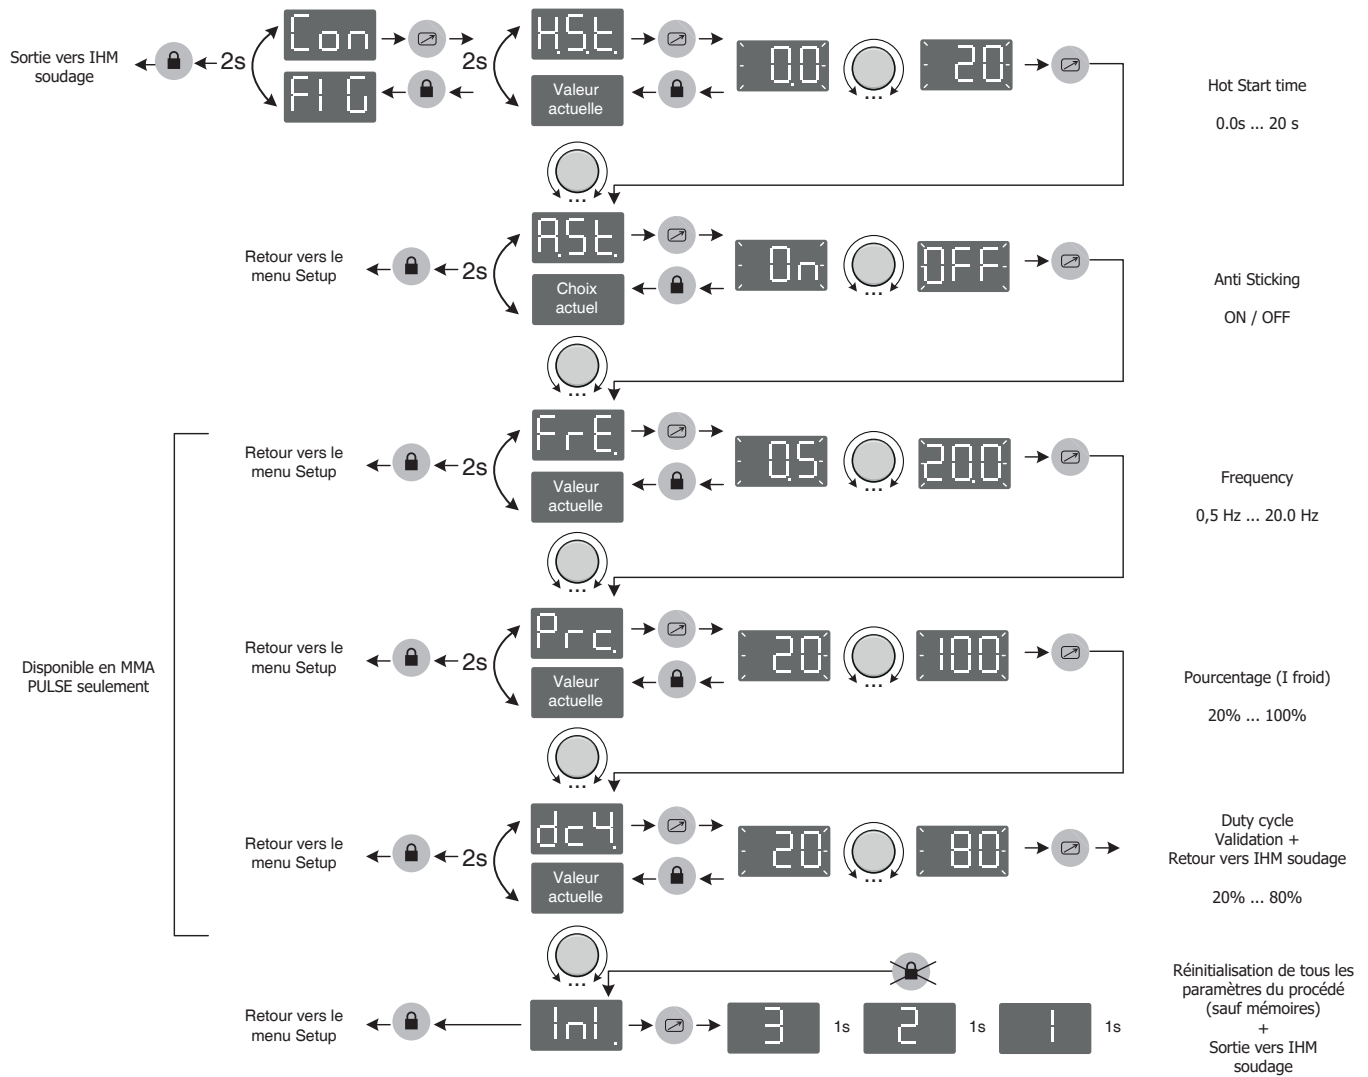 Sortie vers IHM
soudage
2s
Con
FIG
2s
H.S.t.
Valeur
actuelle
0.0
...
20
Hot Start time
0.0s ... 20 s
...
Retour vers le
menu Setup
2s
A.St.
Choix
actuel
On
...
OFF
Anti Sticking
ON / OFF
...
Disponible en MMA
PULSE seulement
Retour vers le
menu Setup
2s
FrE.
Valeur
actuelle
0.5
...
20.0
Frequency
0,5 Hz ... 20.0 Hz
...
Retour vers le
menu Setup
2s
Prc.
Valeur
actuelle
20
...
100
Pourcentage (I froid)
20% ... 100%
...
Retour vers le
menu Setup
2s
dcy.
Valeur
actuelle
20
...
80
Duty cycle
Validation +
Retour vers IHM soudage
20% ... 80%
...
Retour vers le
menu Setup
InI.
3
1s
2
1s
1
1s
Réinitialisation de tous les
paramètres du procédé
(sauf mémoires)
+
Sortie vers IHM
soudage